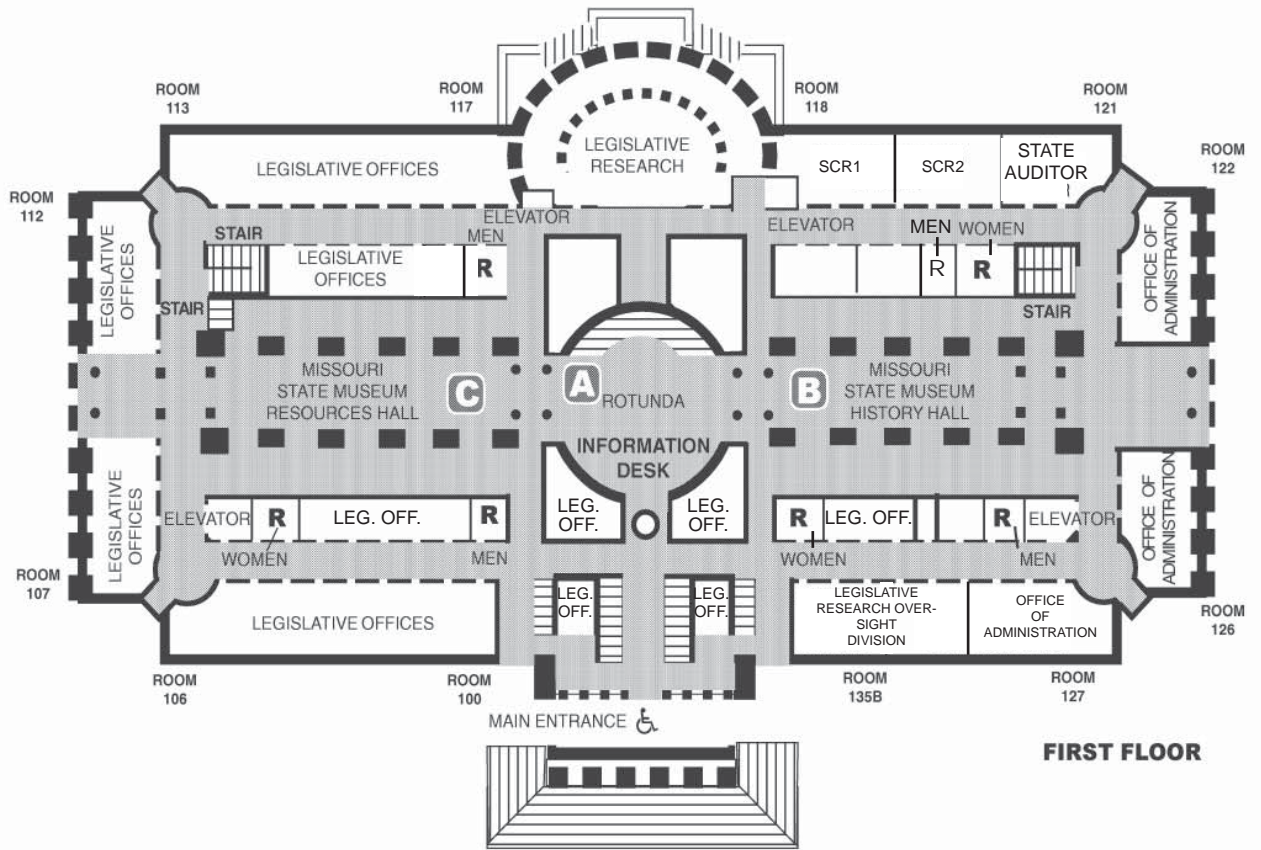 ROOM
113
ROOM
117
ROOM
118
ROOM
121
ROOM
122
ROOM
112
LEGISLATIVE OFFICES
LEGISLATIVE
RESEARCH
SCR1
SCR2
STATE
AUDITOR
ELEVATOR
MEN
ELEVATOR
MEN
WOMEN
STAIR
LEGISLATIVE
OFFICES
R
R
R
STAIR
STAIR
LEGISLATIVE
OFFICES
OFFICE OF
ADMINISTRATION
MISSOURI
STATE MUSEUM
RESOURCES HALL
C
A
ROTUNDA
B
MISSOURI
STATE MUSEUM
HISTORY HALL
INFORMATION
DESK
LEGISLATIVE
OFFICES
OFFICE OF
ADMINISTRATION
ELEVATOR
R
LEG. OFF.
R
LEG.
OFF.
LEG.
OFF.
R
LEG. OFF.
R
ELEVATOR
WOMEN
MEN
WOMEN
MEN
ROOM
107
LEGISLATIVE OFFICES
LEG.
OFF.
LEG.
OFF.
LEGISLATIVE
RESEARCH OVER-
SIGHT
DIVISION
OFFICE
OF
ADMINISTRATION
ROOM
126
ROOM
106
ROOM
100
ROOM
135B
ROOM
127
MAIN ENTRANCE
FIRST FLOOR